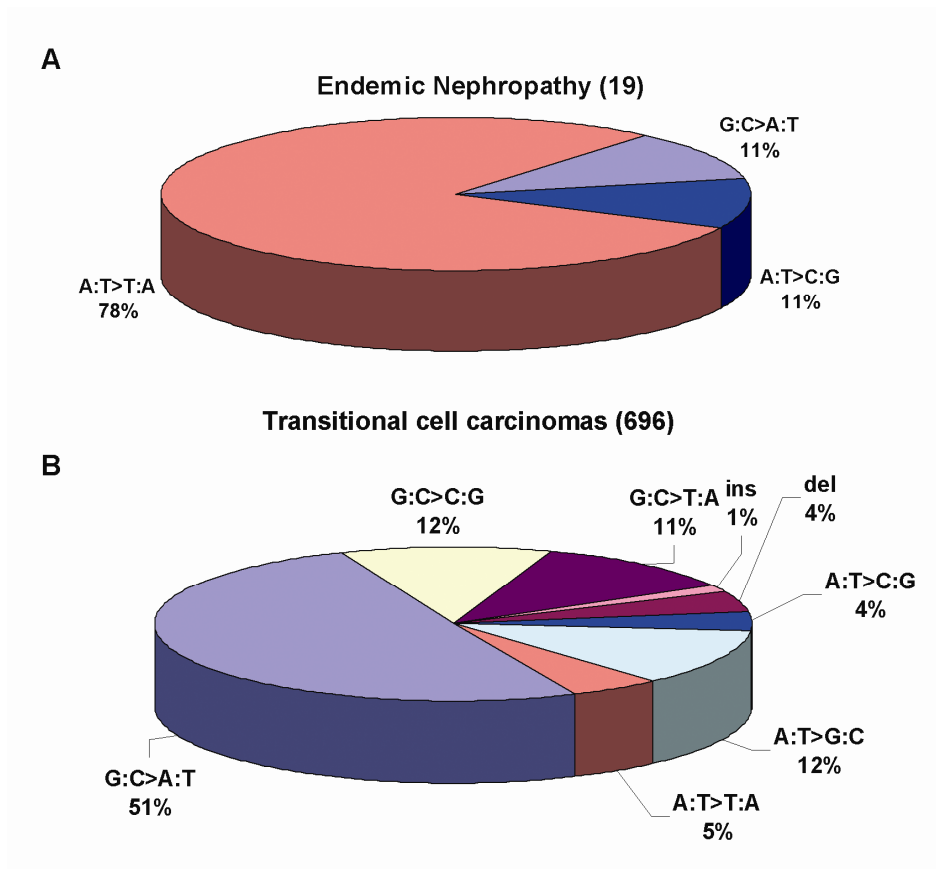 A
Endemic Nephropathy (19)
G:C>A:T
11%
A:T>T:A
78%
A:T>C:G
11%
Transitional cell carcinomas (696)
B
G:C>C:G
12%
G:C>T:A
11%
ins
1%
del
4%
A:T>C:G
4%
A:T>G:C
12%
G:C>A:T
51%
A:T>T:A
5%